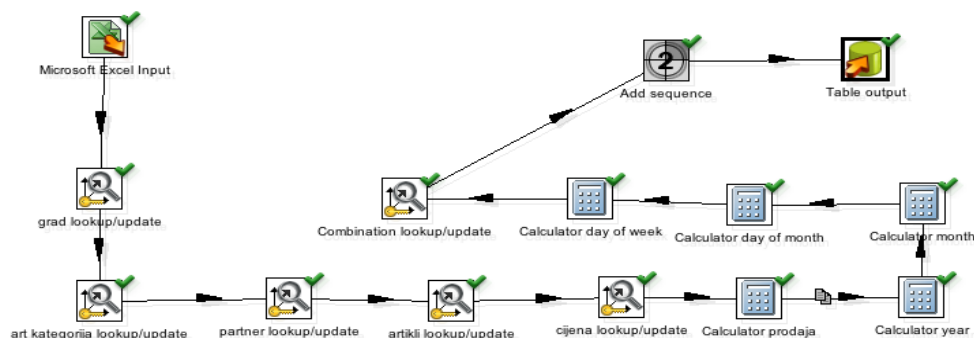 Microsoft Excel Input
Add sequence
Table output
grad lookup/update
Combination lookup/update
Calculator day of week
Calculator day of month
Calculator month
art kategorija lookup/update
partner lookup/update
artikli lookup/update
cijena lookup/update
Calculator prodaja
Calculator year